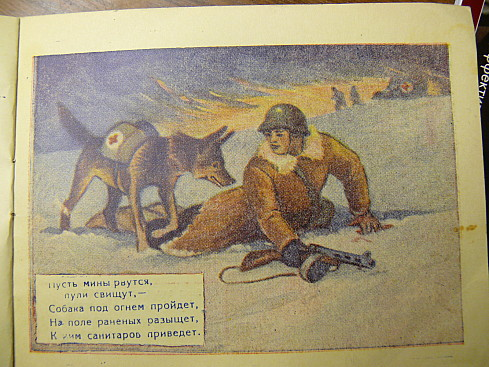 Пусть мины рвутся,
пули свищут,—
Собака под огнем пройдет,
На поле раненых разыщет,
К ним санитаров приведет.